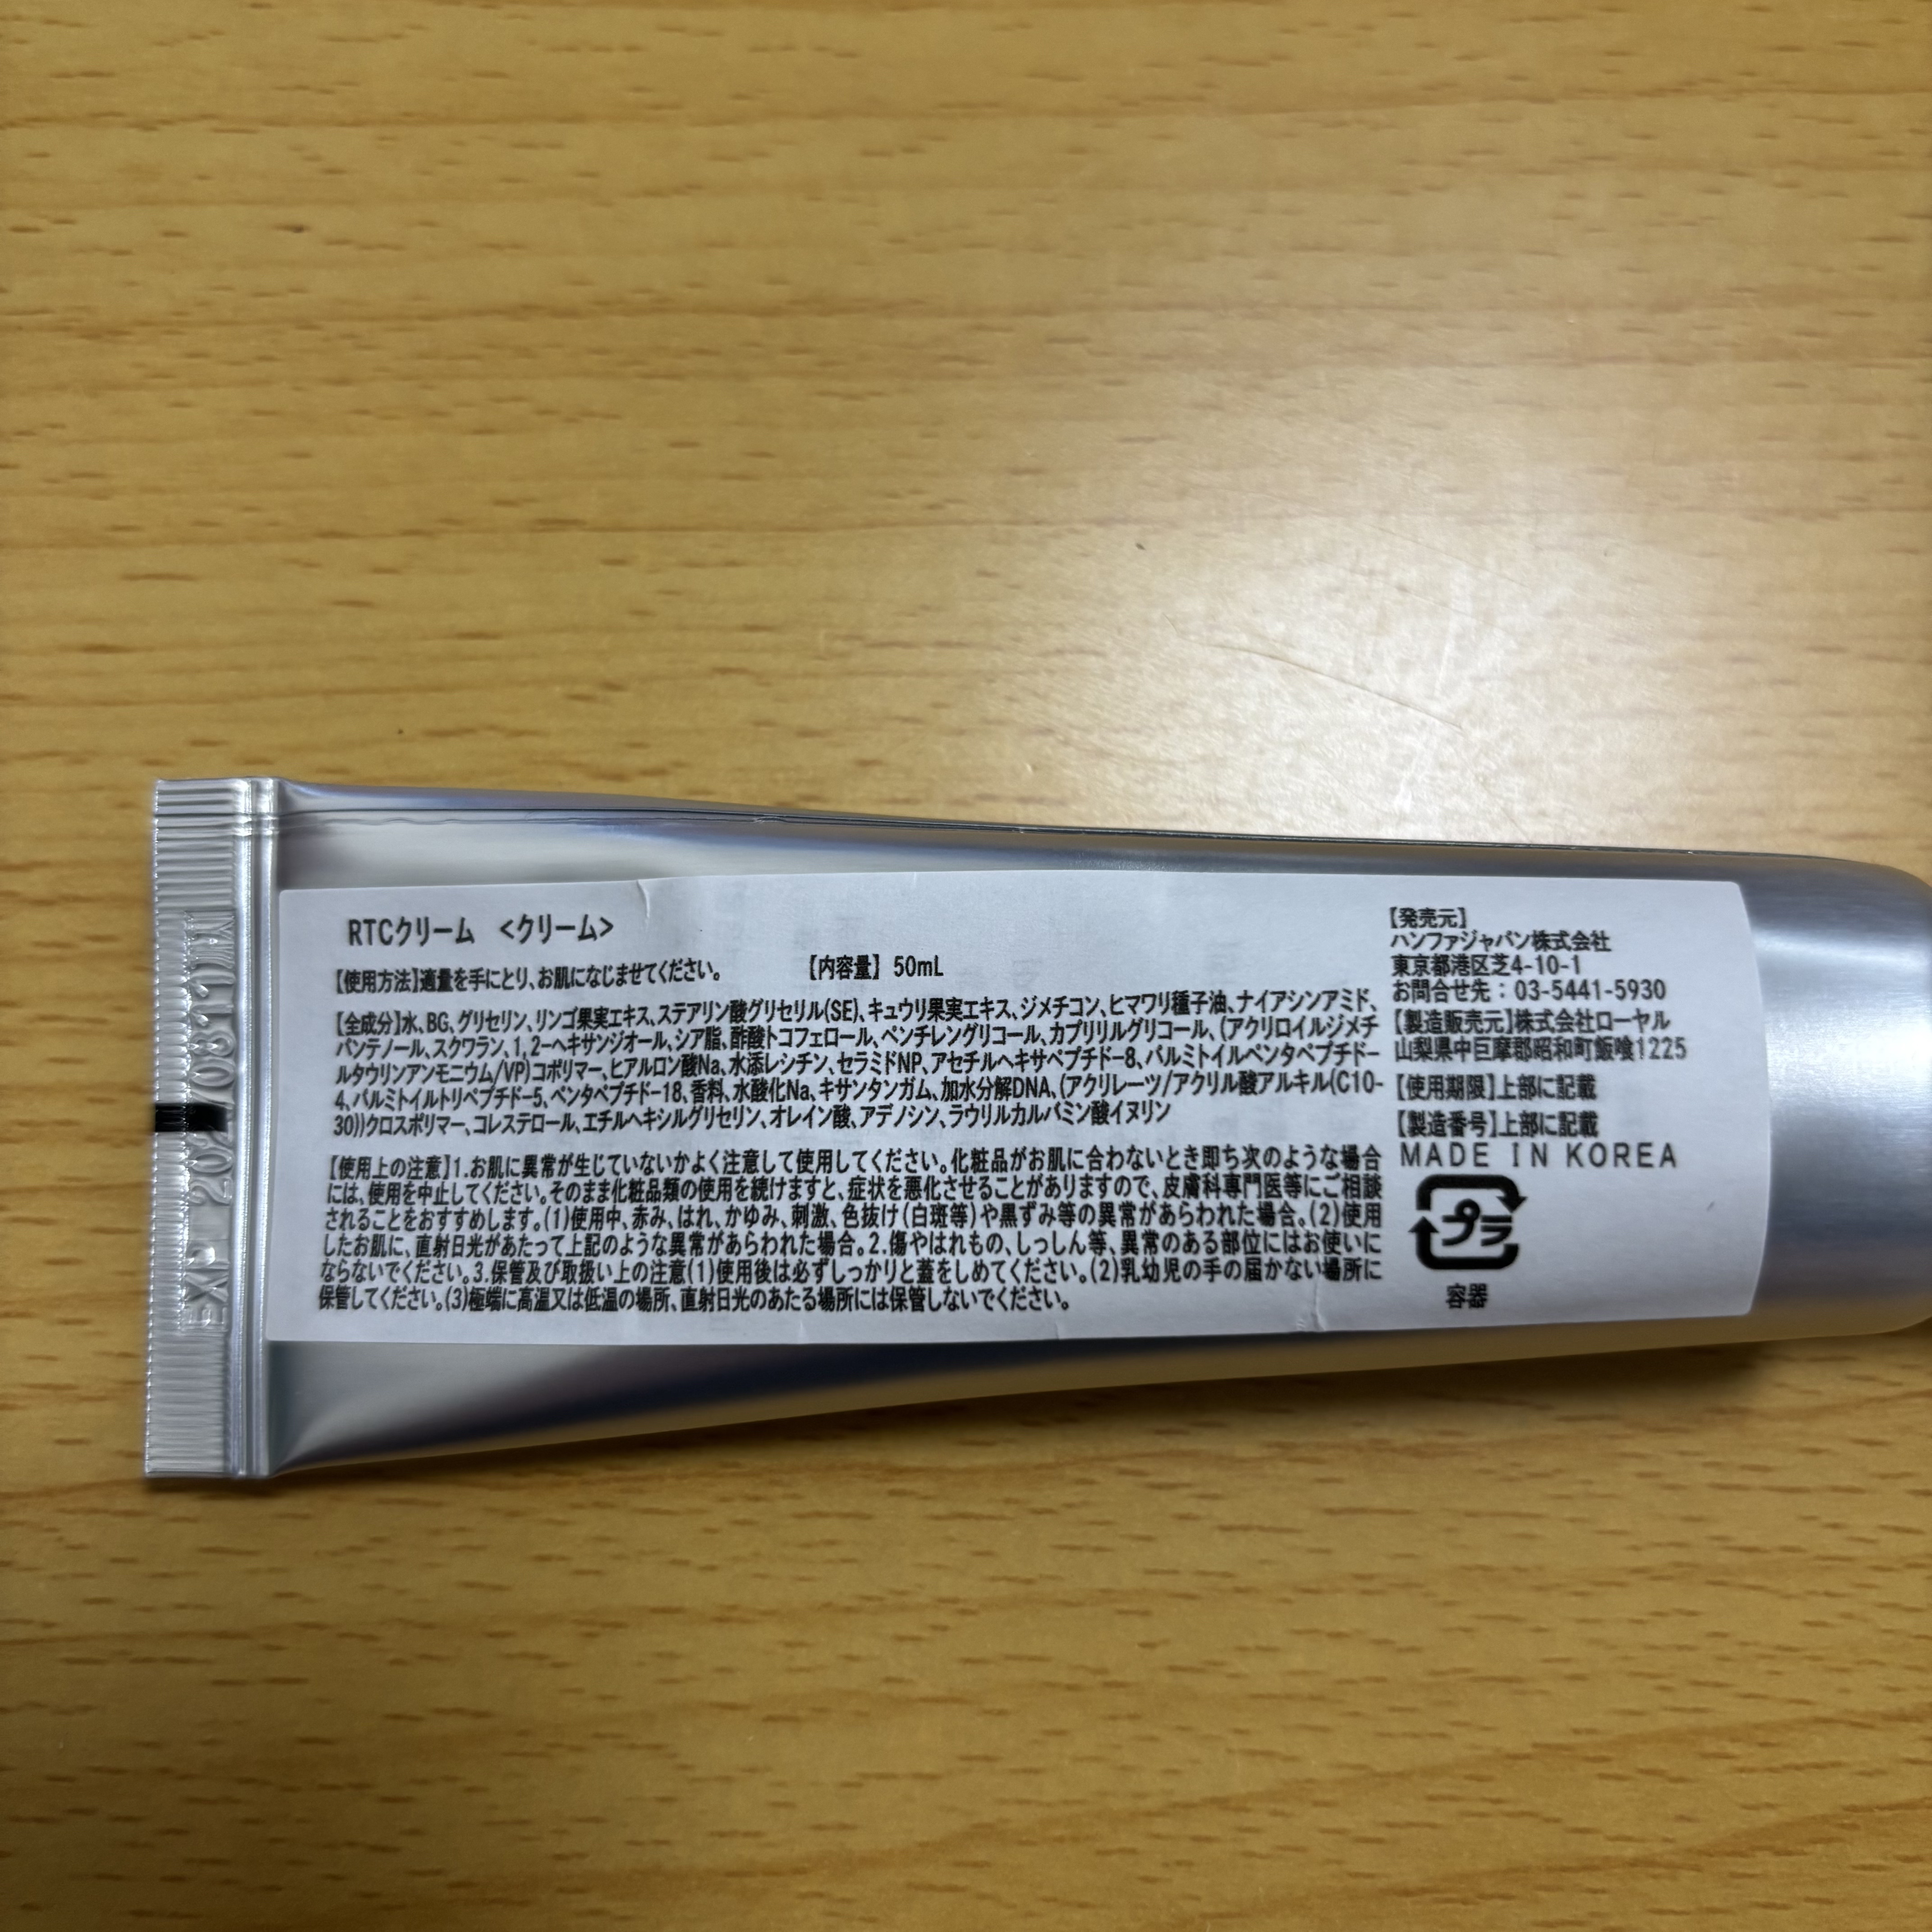 RTCクリーム <クリーム>
【使用方法】適量を手にとり、お肌になじませてください。 【内容量】 50mL
【全成分】水、BG、グリセリン、リンゴ果実エキス、ステアリン酸グリセリル(SE)、キュウリ果実エキス、ジメチコン、ヒマワリ種子油、ナイアシンアミド、
パンテノール、スクワラン、1,2-ヘキサンジオール、シア脂、酢酸トコフェロール、ペンチレングリコール、カプリリルグリコール、(アクリロイルジメチ
ルタウリンアンモニウム/VP)コポリマー、ヒアルロン酸Na、水添レシチン、セラミドNP、アセチルヘキサペプチド-8、パルミトイルペンタペプチド-
4、パルミトイルトリペプチド-5、ペンタペプチド-18、香料、水酸化Na、キサンタンガム、加水分解DNA、(アクリレーツ/アクリル酸アルキル(C10-
30))クロスポリマー、コレステロール、エチルヘキシルグリセリン、オレイン酸、アデノシン、ラウリルカルバミン酸イヌリン
【使用上の注意】1.お肌に異常が生じていないかよく注意して使用してください。化粧品がお肌に合わないとき即ち次のような場合
には、使用を中止してください。そのまま化粧品類の使用を続けますと、症状を悪化させることがありますので、皮膚科専門医等にご相談
されることをおすすめします。(1)使用中、赤み、はれ、かゆみ、刺激、色抜け(白斑等)や黒ずみ等の異常があらわれた場合。(2)使用
したお肌に、直射日光があたって上記のような異常があらわれた場合。2.傷やはれもの、しっしん等、異常のある部位にはお使いに
ならないでください。3.保管及び取扱い上の注意(1)使用後は必ずしっかりと蓋をしめてください。(2)乳幼児の手の届かない場所に
保管してください。(3)極端に高温又は低温の場所、直射日光のあたる場所には保管しないでください。
【発売元】
ハンファジャパン株式会社
東京都港区芝4-10-1
お問合せ先：03-5441-5930
【製造販売元】株式会社ローヤル
山梨県中巨摩郡昭和町飯喰1225
【使用期限】上部に記載
【製造番号】上部に記載
MADE IN KOREA
プラ
容器
EXP